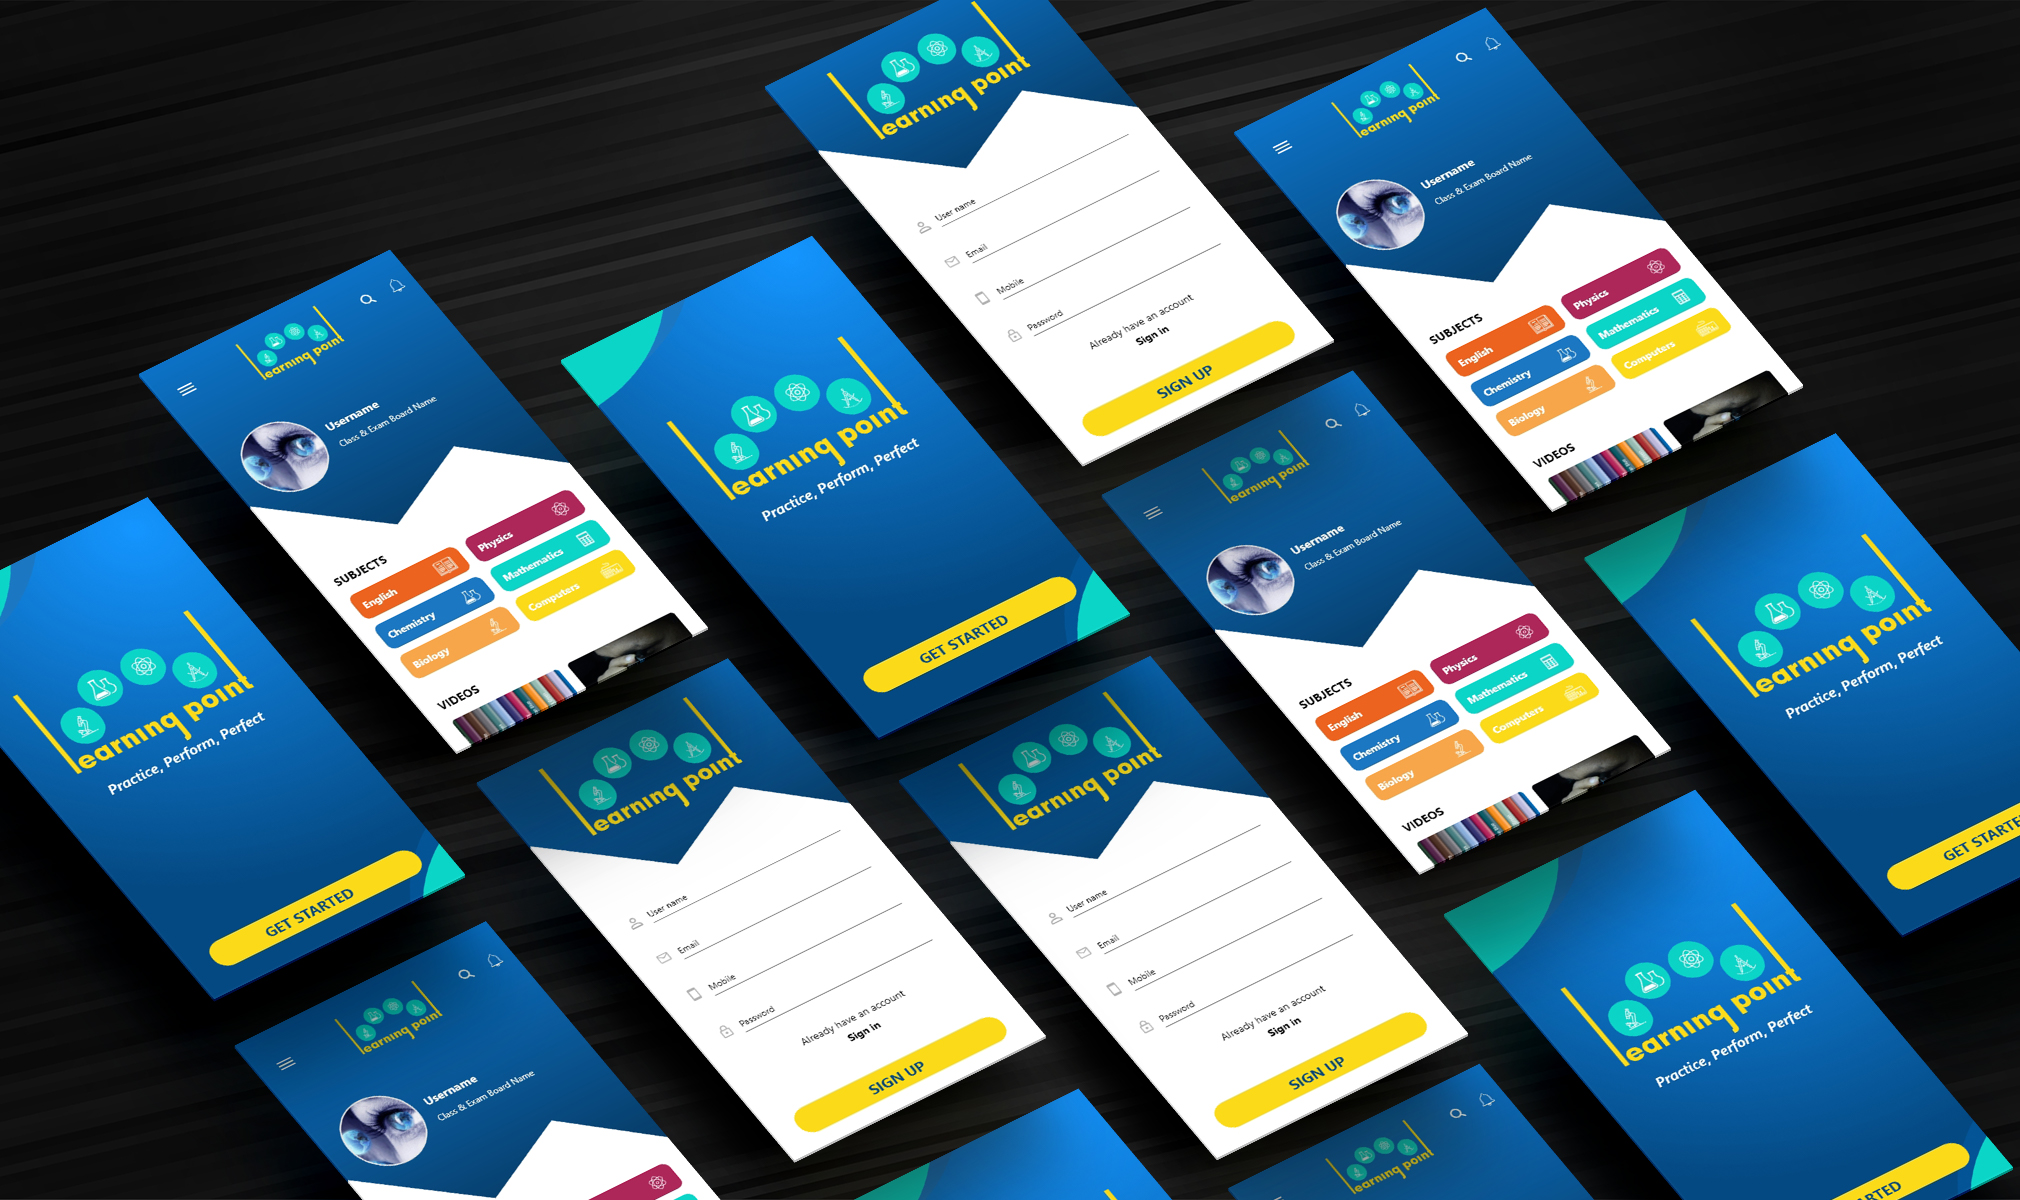 learning point
User name
Email
Mobile
Password
Already have an account
Sign in
SIGN UP
learning point
Username
Class & Exam Board Name
SUBJECTS
English
Physics
Chemistry
Mathematics
Biology
Computers
VIDEOS
learning point
Username
Class & Exam Board Name
SUBJECTS
English
Physics
Chemistry
Mathematics
Biology
Computers
VIDEOS
learning point
Practice, Perform, Perfect
GET STARTED
learning point
Username
Class & Exam Board Name
SUBJECTS
English
Physics
Chemistry
Mathematics
Biology
Computers
VIDEOS
learning point
Practice, Perform, Perfect
GET STARTE
learning point
Practice, Perform, Perfect
GET STARTED
learning point
User name
Email
Mobile
Password
Already have an account
Sign in
SIGN UP
learning point
User name
Email
Mobile
Password
Already have an account
Sign in
SIGN UP
learning point
Practice, Perform, Perfect
RTED
learning point
Username
Class & Exam Board Name
learning point